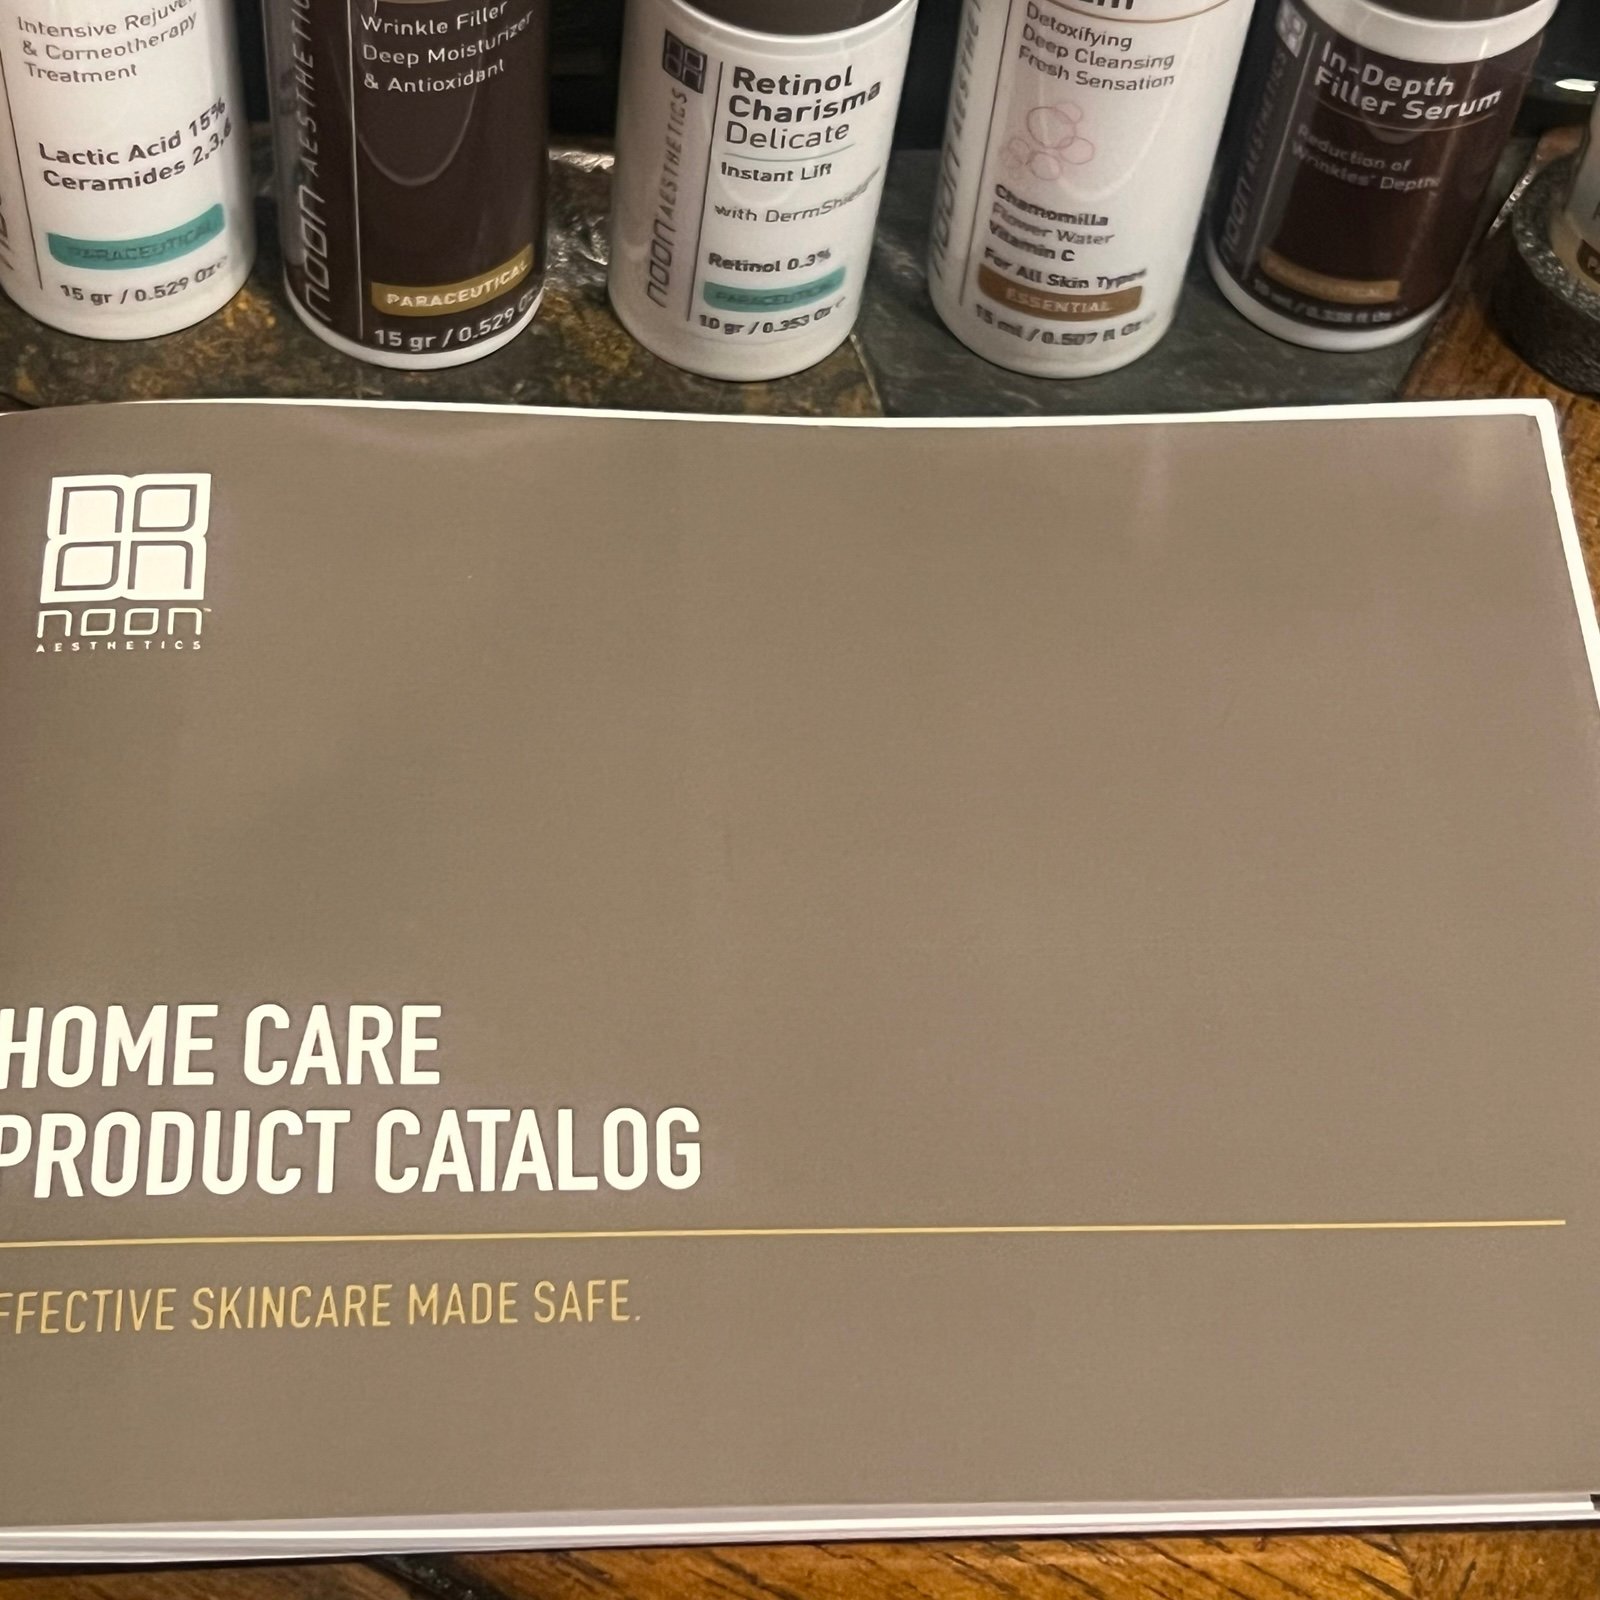 Intensive
& Corneotherapy
Treatment
Lactic Acid 15%
Ceramides 2,3,6
PARACEUTICAL
15 gr / 0.529 Oz
Wrinkle Filler
Deep Moisturizer
& Antioxidant
noon AESTHETIC
PARACEUTICAL
15 gr / 0.529
Retinol
Charisma
Delicate
Instant Lift
with
Retinol 0.3%
noon AESTHETICS
PARACEUTICAL
10 gr / 0.353 Oz
Detoxifying
Deep Cleansing
Fresh Sensation
Chamomilla
Flower Water
Vitamin C
For All Skin Types
noon AESTHE
ESSENTIAL
15 ml / 0.507 fl Oz
In-Depth
Filler Serum
Reduction of
Wrinkles' Depth
noon
AESTHETICS
HOME CARE
PRODUCT CATALOG
FFECTIVE SKINCARE MADE SAFE.